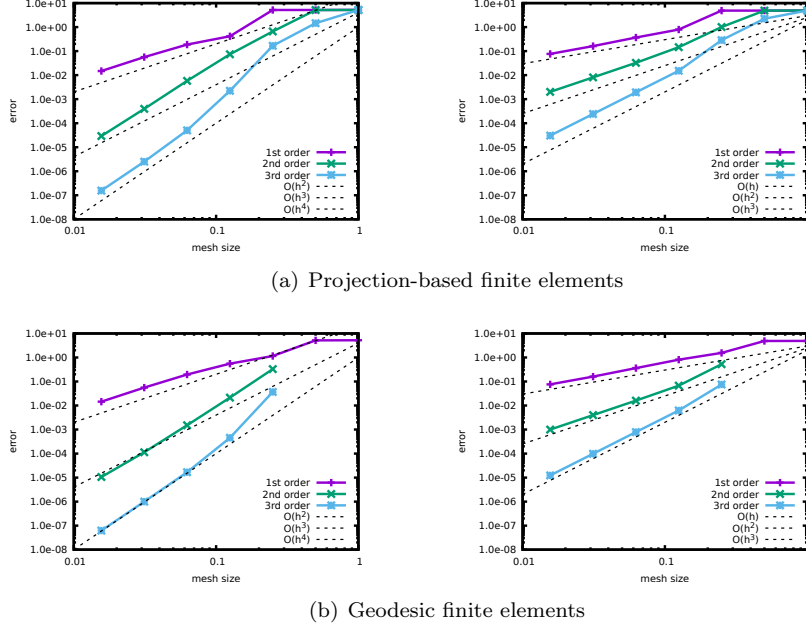 1.0e+01
1.0e+00
1.0e-01
1.0e-02
1.0e-03
1.0e-04
1.0e-05
1.0e-06
1.0e-07
1.0e-08
error
0.01 0.1 1
mesh size
1st order
2nd order
3rd order
O(h²)
O(h³)
O(h⁴)
1.0e+01
1.0e+00
1.0e-01
1.0e-02
1.0e-03
1.0e-04
1.0e-05
1.0e-06
1.0e-07
1.0e-08
error
0.01 0.1
mesh size
1st order
2nd order
3rd order
O(h)
O(h²)
O(h³)
(a) Projection-based finite elements
1.0e+01
1.0e+00
1.0e-01
1.0e-02
1.0e-03
1.0e-04
1.0e-05
1.0e-06
1.0e-07
1.0e-08
error
0.01 0.1 1
mesh size
1st order
2nd order
3rd order
O(h²)
O(h³)
O(h⁴)
1.0e+01
1.0e+00
1.0e-01
1.0e-02
1.0e-03
1.0e-04
1.0e-05
1.0e-06
1.0e-07
1.0e-08
error
0.01 0.1
mesh size
1st order
2nd order
3rd order
O(h)
O(h²)
O(h³)
(b) Geodesic finite elements